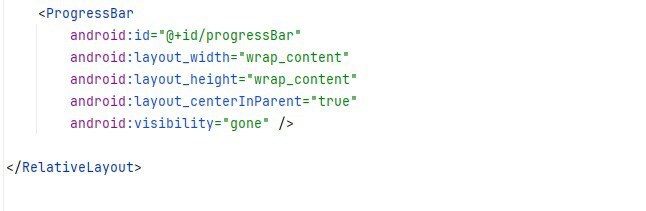 <ProgressBar
android:id="@+id/progressBar"
android:layout_width="wrap_content"
android:layout_height="wrap_content"
android:layout_centerInParent="true"
android:visibility="gone" />
</RelativeLayout>